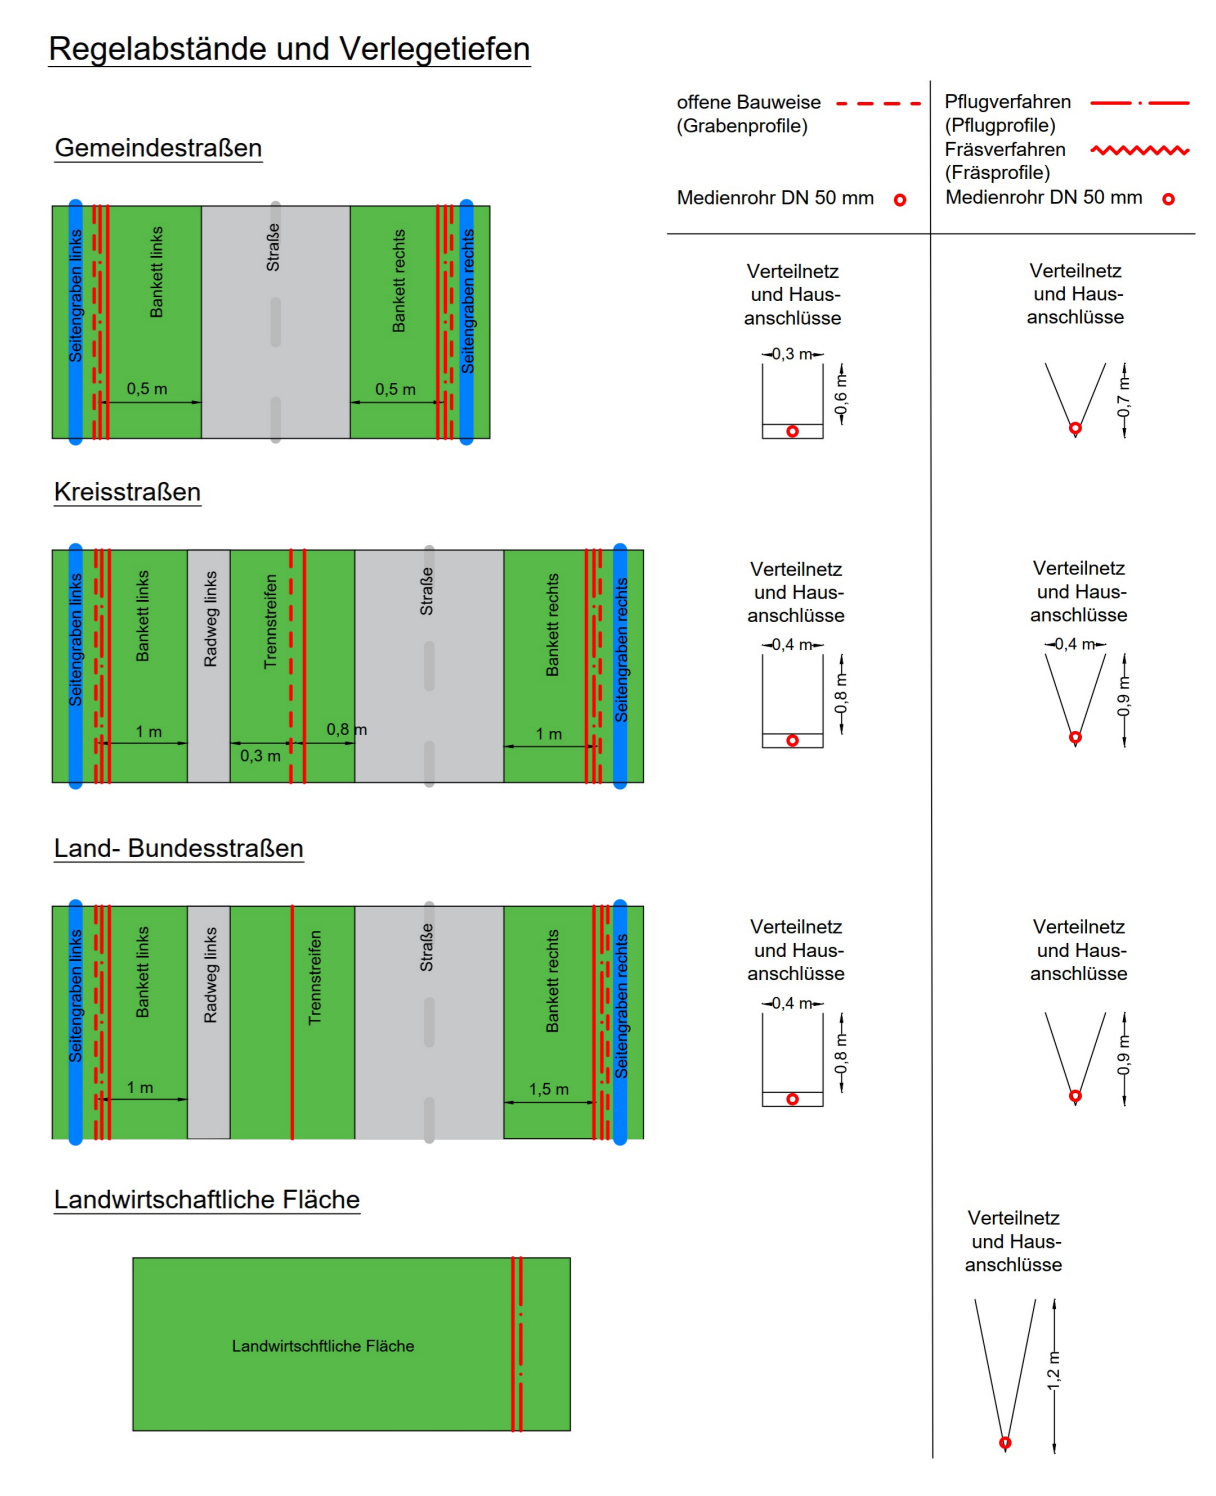 Regelabstände und Verlegetiefen
offene Bauweise
(Grabenprofile)
Medienrohr DN 50 mm
Pflugverfahren
(Pflugprofile)
Fräsverfahren
(Fräsprofile)
Medienrohr DN 50 mm
Gemeindestraßen
Seitengraben links
Bankett links
Straße
Bankett rechts
Seitengraben rechts
0,5 m
0,5 m
Verteilnetz
und Haus-
anschlüsse
0,3 m
0,6 m
Verteilnetz
und Haus-
anschlüsse
0,7 m
Kreisstraßen
Seitengraben links
Bankett links
Radweg links
Trennstreifen
Straße
Bankett rechts
Seitengraben rechts
1 m
0,3 m
0,8 m
1 m
Verteilnetz
und Haus-
anschlüsse
0,4 m
0,8 m
Verteilnetz
und Haus-
anschlüsse
0,4 m
0,9 m
Land- Bundesstraßen
Seitengraben links
Bankett links
Radweg links
Trennstreifen
Straße
Bankett rechts
Seitengraben rechts
1 m
1,5 m
Verteilnetz
und Haus-
anschlüsse
0,4 m
0,8 m
Verteilnetz
und Haus-
anschlüsse
0,9 m
Landwirtschaftliche Fläche
Landwirtschftliche Fläche
Verteilnetz
und Haus-
anschlüsse
1,2 m